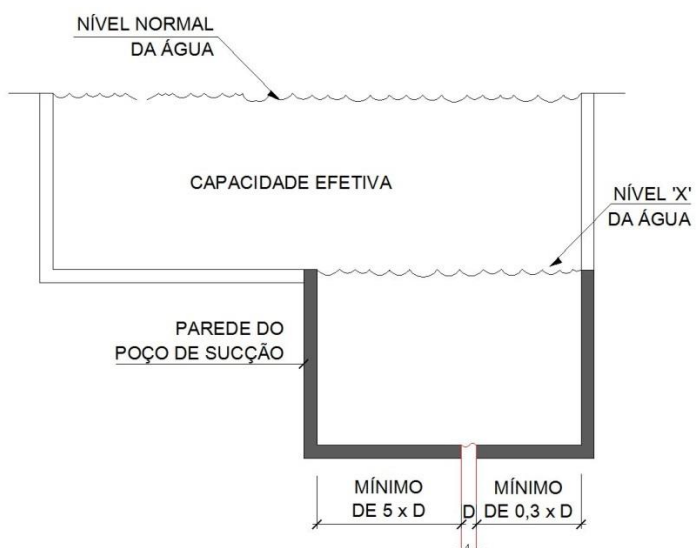 NÍVEL NORMAL
DA ÁGUA
CAPACIDADE EFETIVA
NÍVEL 'X'
DA ÁGUA
PAREDE DO
POÇO DE SUCÇÃO
MÍNIMO
DE 5 x D
D
MÍNIMO
DE 0,3 x D